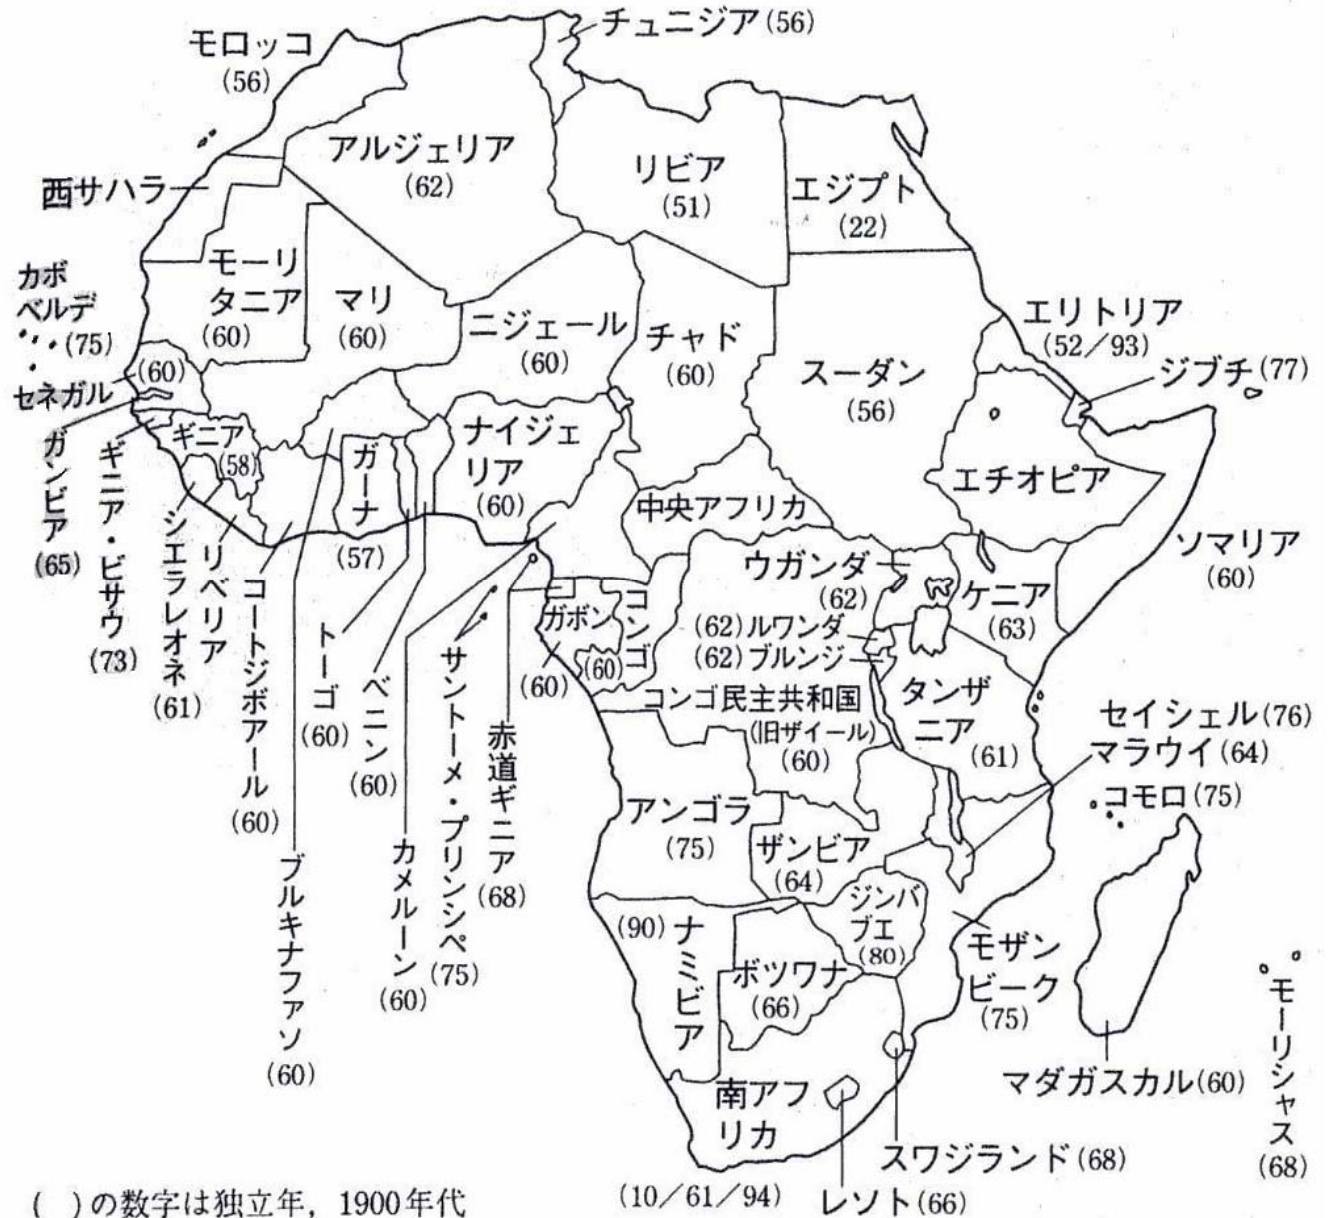 チュニジア(56)
モロッコ
(56)
アルジェリア
(62)
リビア
(51)
エジプト
(22)
西サハラ
モーリ
タニア
(60)
マリ
(60)
カボ
ベルデ
(75)
ニジェール
(60)
チャド
(60)
スーダン
(56)
エリトリア
(52/93)
ジブチ(77)
(60)
セネガル
ガンビア
(65)
ギニア・ビサウ
(73)
ギニア
(58)
シエラレオネ
(61)
リベリア
コートジボアール
(60)
ブルキナファソ
(60)
ガーナ
(57)
トーゴ
(60)
ベニン
(60)
ナイジェ
リア
(60)
カメルーン
(60)
サントーメ・プリンシペ
(75)
赤道ギニア
(68)
中央アフリカ
エチオピア
ソマリア
(60)
ウガンダ
(62)
ケニア
(63)
ガボン
(60)
コンゴ
(60)
(62)ルワンダ
(62)ブルンジ
コンゴ民主共和国
(旧ザイール)
(60)
タンザ
ニア
(61)
セイシェル(76)
マラウイ(64)
コモロ(75)
アンゴラ
(75)
ザンビア
(64)
ジンバ
ブエ
(80)
(90)ナミビア
ボツワナ
(66)
モザン
ビーク
(75)
マダガスカル(60)
モーリシャス
(68)
南アフ
リカ
(10/61/94)
スワジランド(68)
レソト(66)
( )の数字は独立年，1900年代